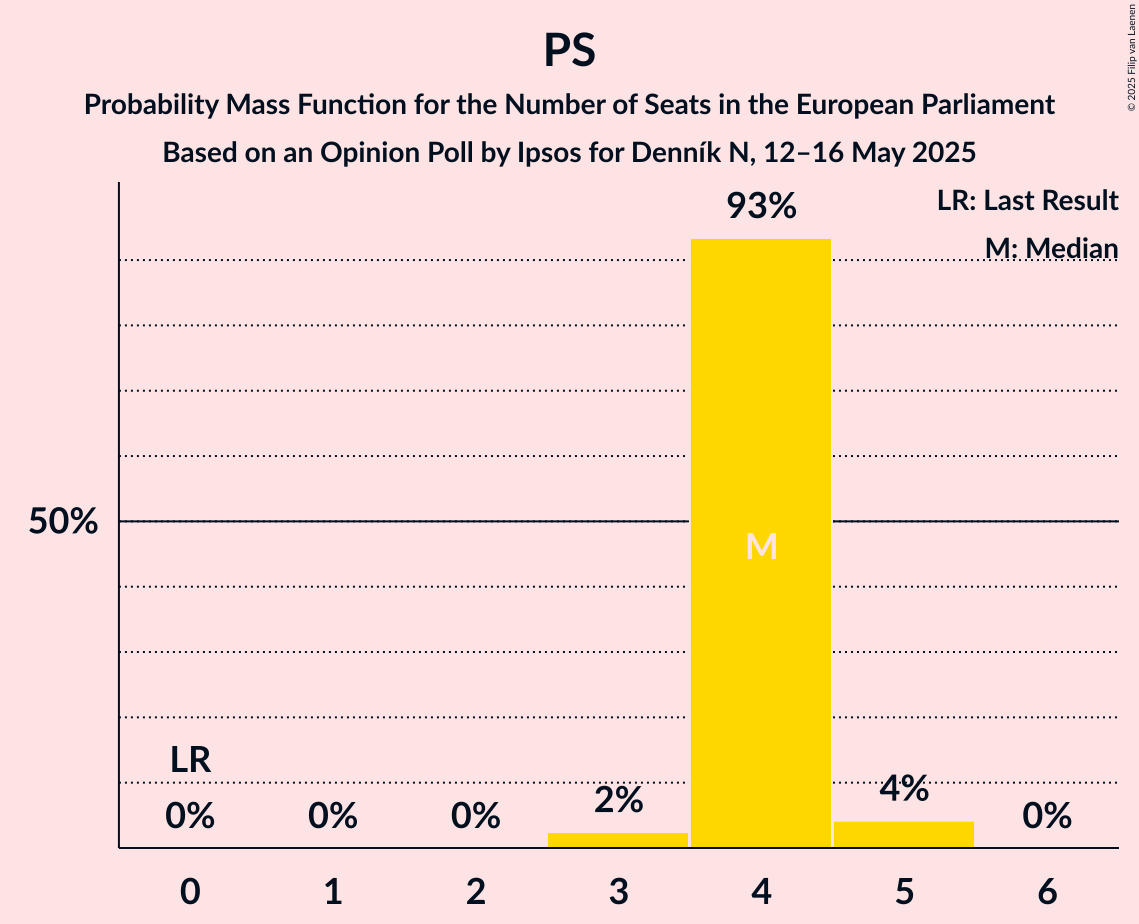 PS
Probability Mass Function for the Number of Seats in the European Parliament
Based on an Opinion Poll by Ipsos for Denník N, 12–16 May 2025
© 2025 Filip van Laenen
LR: Last Result
M: Median
93%
50%
M
LR
0%
0%
0%
2%
4%
0%
0
1
2
3
4
5
6